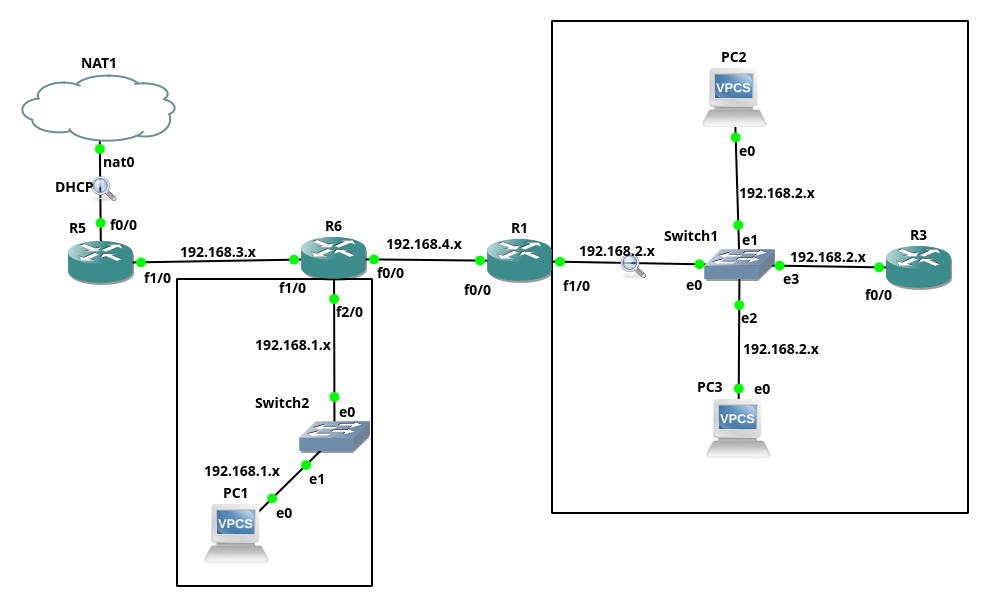 NAT1
nat0
DHCP
R5
f0/0
192.168.3.x
f1/0
R6
192.168.4.x
f1/0
f0/0
f2/0
R1
f0/0
192.168.2.x
f1/0
PC2
VPCS
e0
192.168.2.x
Switch1
e1
e0
e3
192.168.2.x
R3
f0/0
e2
192.168.2.x
PC3
e0
VPCS
192.168.1.x
Switch2
e0
192.168.1.x
e1
PC1
e0
VPCS